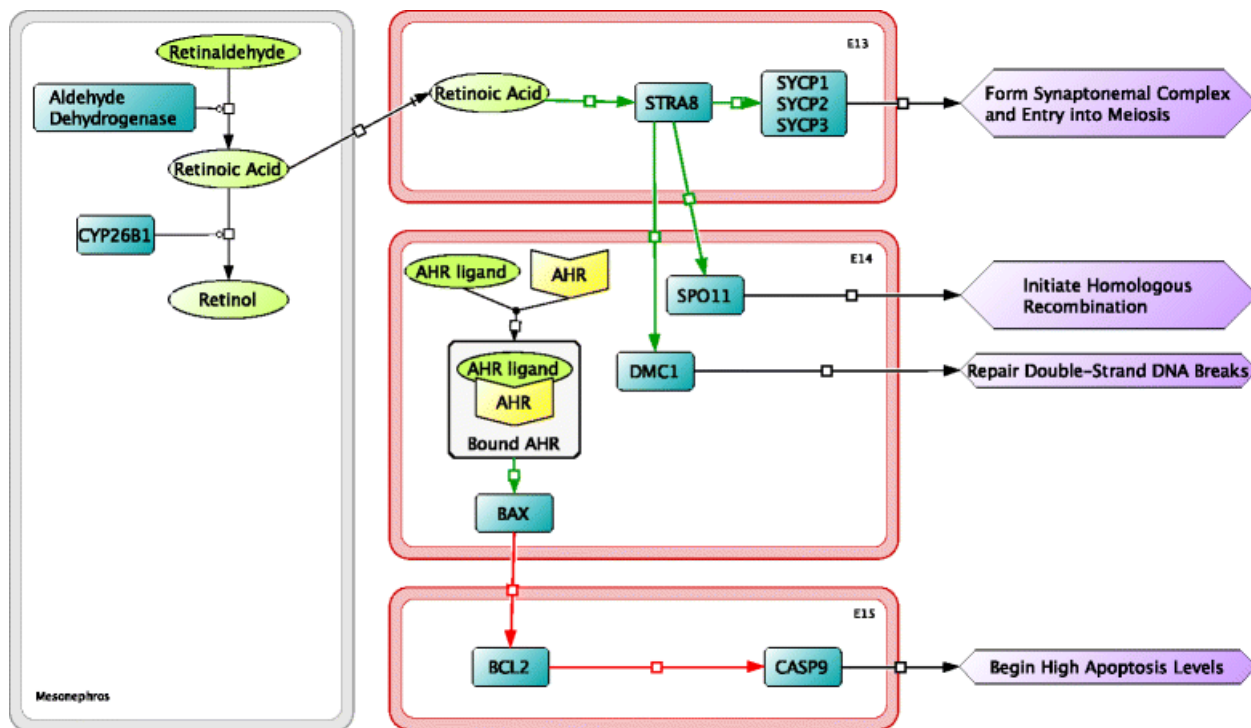 Retinaldehyde
Aldehyde
Dehydrogenase
Retinoic Acid
CYP26B1
Retinol
Mesonephros
E13
Retinoic Acid
STRA8
SYCP1
SYCP2
SYCP3
Form Synaptonemal Complex
and Entry into Meiosis
E14
AHR ligand
AHR
SPO11
Initiate Homologous
Recombination
AHR ligand
AHR
Bound AHR
DMC1
Repair Double-Strand DNA Breaks
BAX
E15
BCL2
CASP9
Begin High Apoptosis Levels